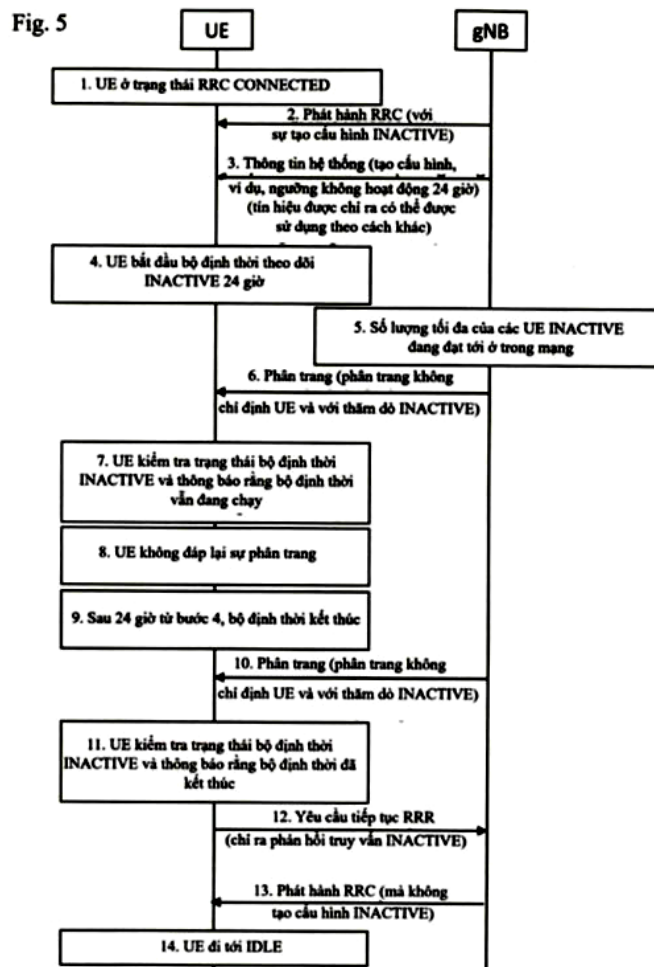 Fig. 5
UE
gNB
1. UE ở trạng thái RRC CONNECTED
2. Phát hành RRC (với
sự tạo cấu hình INACTIVE)
3. Thông tin hệ thống (tạo cấu hình,
ví dụ, ngưỡng không hoạt động 24 giờ)
(tín hiệu được chỉ ra có thể được
sử dụng theo cách khác)
4. UE bắt đầu bộ định thời theo dõi
INACTIVE 24 giờ
5. Số lượng tối đa của các UE INACTIVE
đang đạt tới ở trong mạng
6. Phân trang (phân trang không
chỉ định UE và với thăm dò INACTIVE)
7. UE kiểm tra trạng thái bộ định thời
INACTIVE và thông báo rằng bộ định thời
vẫn đang chạy
8. UE không đáp lại sự phân trang
9. Sau 24 giờ từ bước 4, bộ định thời kết thúc
10. Phân trang (phân trang không
chỉ định UE và với thăm dò INACTIVE)
11. UE kiểm tra trạng thái bộ định thời
INACTIVE và thông báo rằng bộ định thời đã
kết thúc
12. Yêu cầu tiếp tục RRR
(chỉ ra phản hồi truy vấn INACTIVE)
13. Phát hành RRC (mà không
tạo cấu hình INACTIVE)
14. UE đi tới IDLE